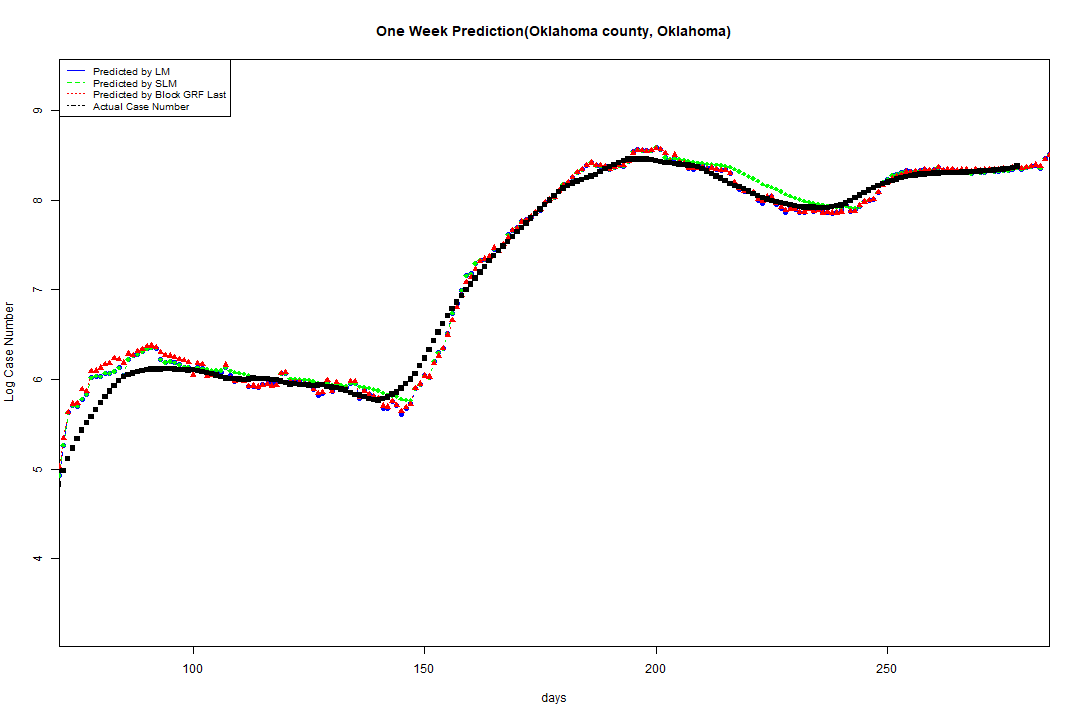 One Week Prediction(Oklahoma county, Oklahoma)
Predicted by LM
Predicted by SLM
Predicted by Block GRF Last
Actual Case Number
9
8
7
6
5
4
Log Case Number
100 150 200 250
days